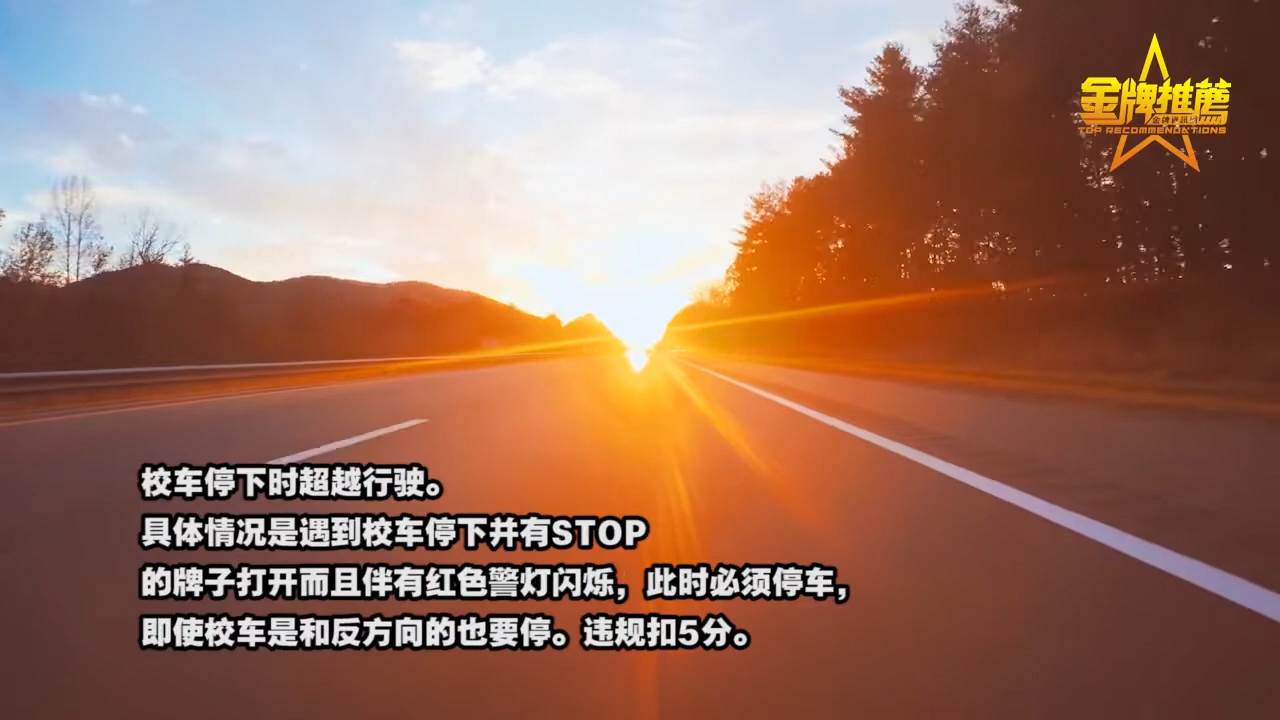 金牌推薦
TOP RECOMMENDATIONS
校车停下时超越行驶。
具体情况是遇到校车停下并有STOP
的牌子打开而且伴有红色警灯闪烁，此时必须停车，
即使校车是和反方向的也要停。违规扣5分。